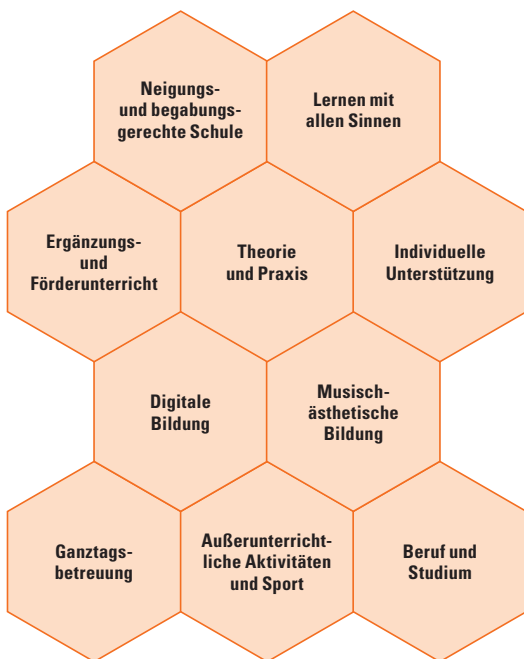 Neigungs-
und begabungs-
gerechte Schule
Lernen mit
allen Sinnen
Ergänzungs-
und
Förderunterricht
Theorie
und Praxis
Individuelle
Unterstützung
Digitale
Bildung
Musisch-
ästhetische
Bildung
Ganztags-
betreuung
Außerunterricht-
liche Aktivitäten
und Sport
Beruf und
Studium